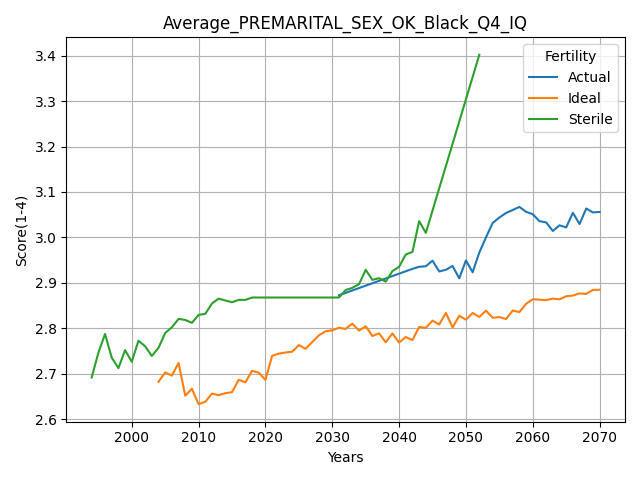 Average_PREMARITAL_SEX_OK_Black_Q4_IQ
Fertility
Actual
Ideal
Sterile
Score(1-4)
3.4
3.3
3.2
3.1
3.0
2.9
2.8
2.7
2.6
2000 2010 2020 2030 2040 2050 2060 2070
Years